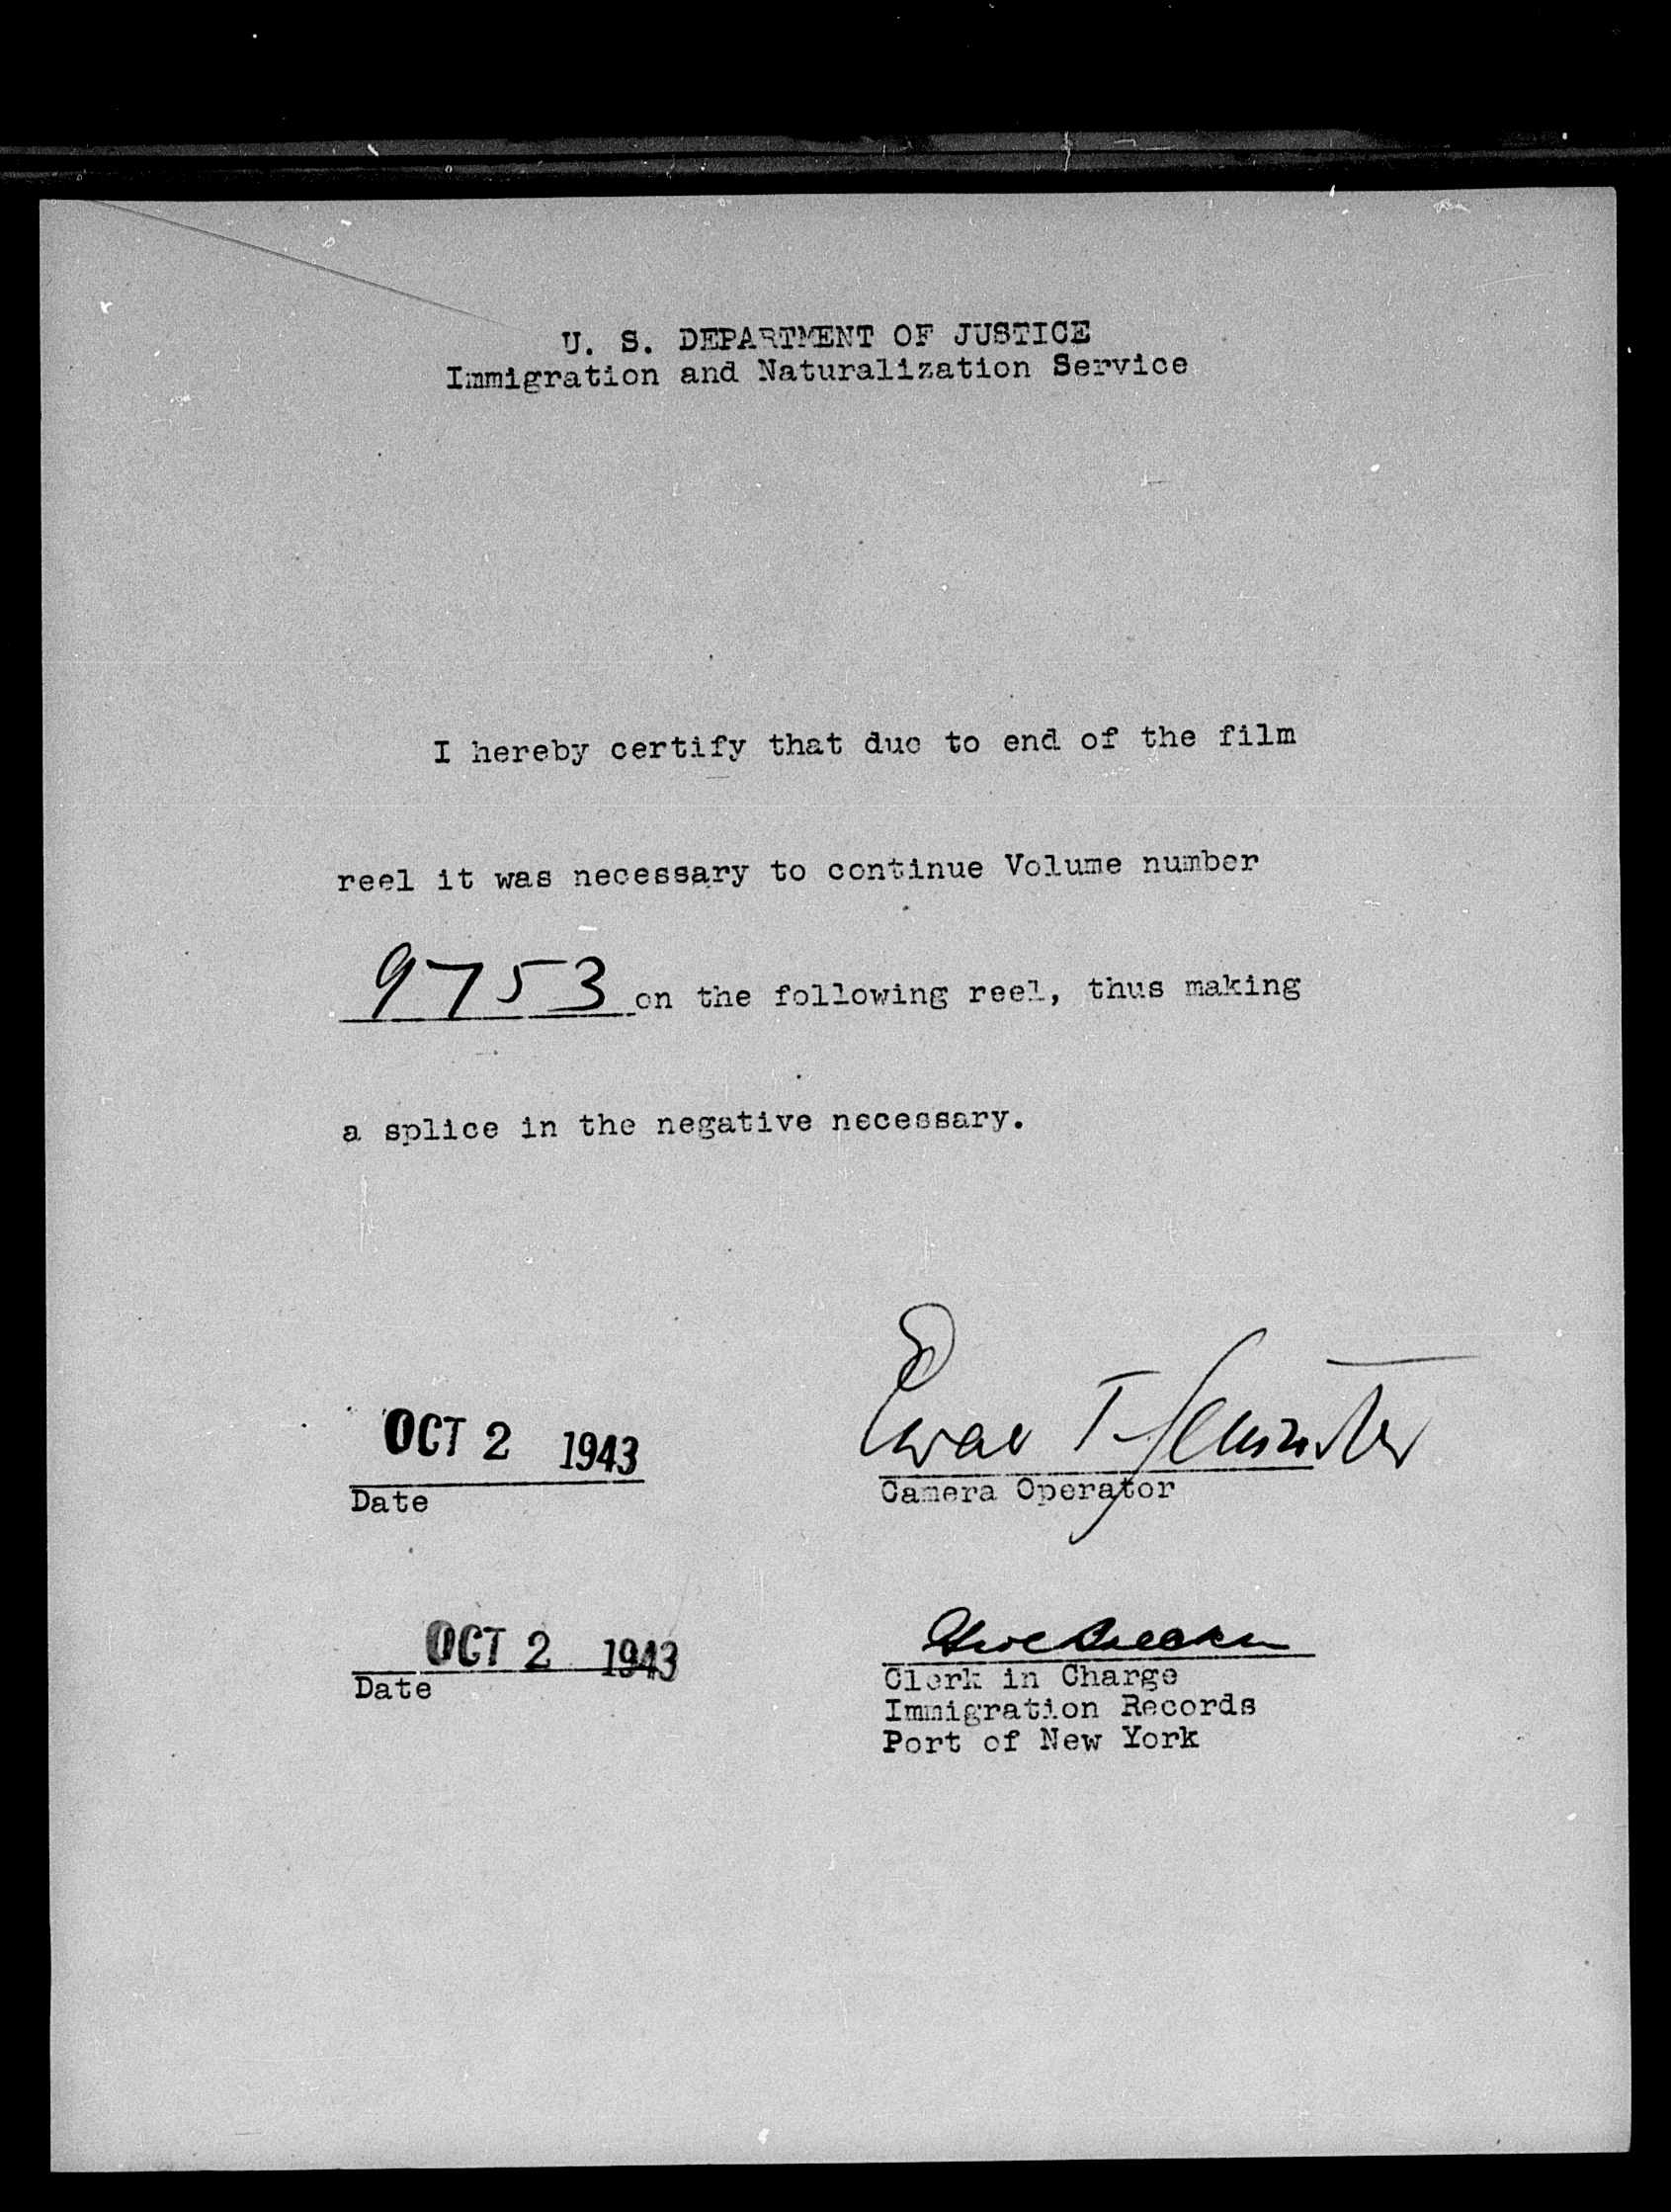 U. S. DEPARTMENT OF JUSTICE
Immigration and Naturalization Service
I hereby certify that due to end of the film
reel it was necessary to continue Volume number
9753 on the following reel, thus making
a splice in the negative necessary.
OCT 2 1943
Date
Camera Operator
OCT 2 1943
Date
Clerk in Charge
Immigration Records
Port of New York